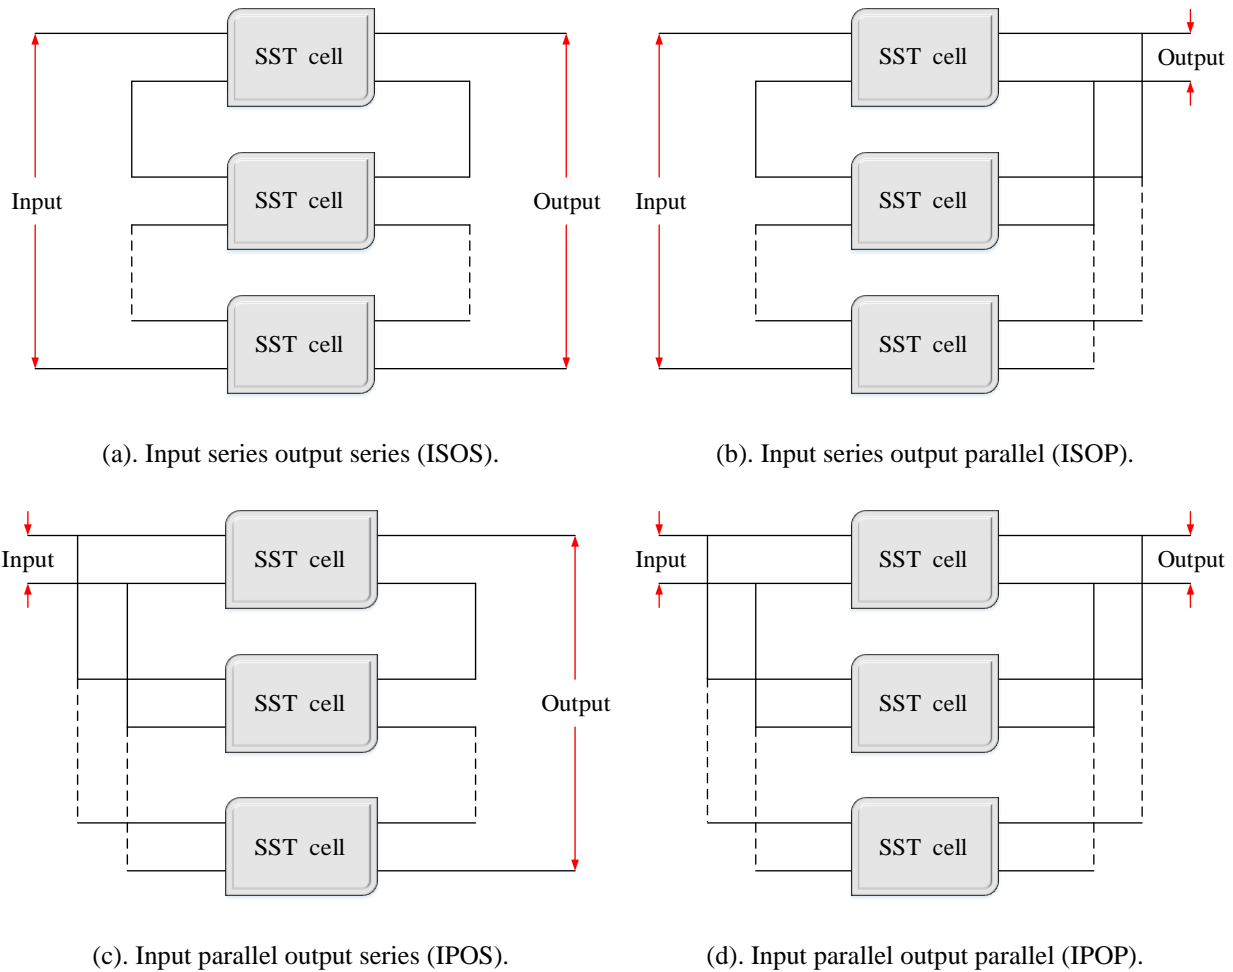 SST cell
SST cell
SST cell
Input
Output
(a). Input series output series (ISOS).
SST cell
SST cell
SST cell
Input
Output
(b). Input series output parallel (ISOP).
SST cell
SST cell
SST cell
Input
Output
(c). Input parallel output series (IPOS).
SST cell
SST cell
SST cell
Input
Output
(d). Input parallel output parallel (IPOP).